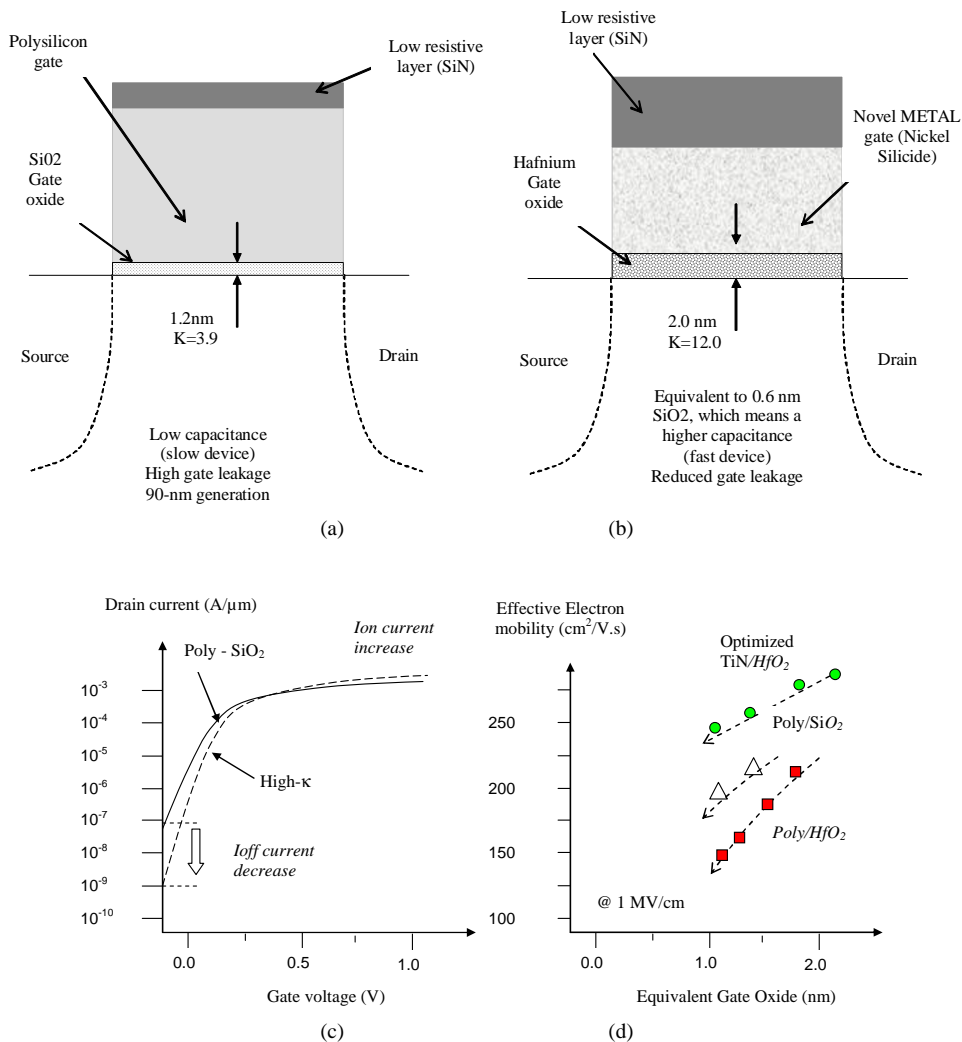 Polysilicon
gate
Low resistive
layer (SiN)
Si02
Gate
oxide
1.2nm
K=3.9
Source
Drain
Low capacitance
(slow device)
High gate leakage
90-nm generation
(a)
Low resistive
layer (SiN)
Novel METAL
gate (Nickel
Silicide)
Hafnium
Gate
oxide
2.0 nm
K=12.0
Source
Drain
Equivalent to 0.6 nm
SiO2, which means a
higher capacitance
(fast device)
Reduced gate leakage
(b)
Drain current (A/µm)
Ion current
increase
Poly - SiO₂
10⁻³
10⁻⁴
10⁻⁵
10⁻⁶
10⁻⁷
10⁻⁸
10⁻⁹
10⁻¹⁰
High-κ
Ioff current
decrease
0.0
0.5
1.0
Gate voltage (V)
(c)
Effective Electron
mobility (cm²/V.s)
Optimized
TiN/HfO₂
Poly/SiO₂
Poly/HfO₂
250
200
150
100
@ 1 MV/cm
0.0
1.0
2.0
Equivalent Gate Oxide (nm)
(d)